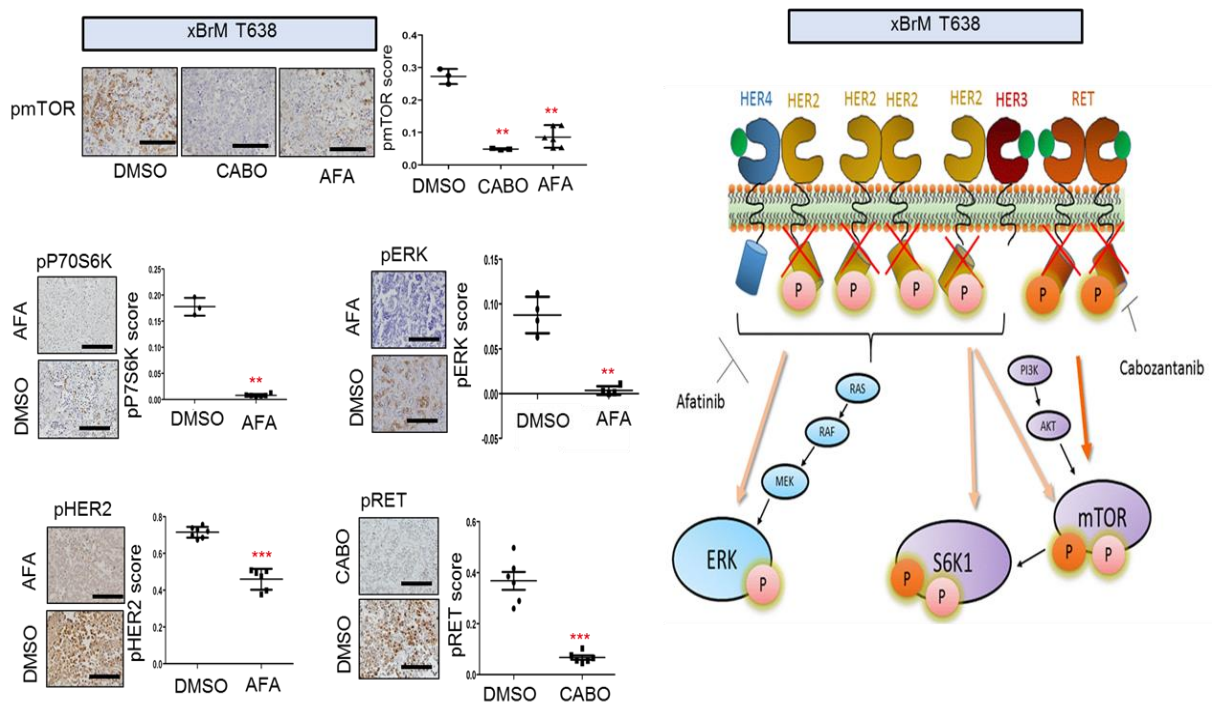 xBrM T638
pmTOR
DMSO
CABO
AFA
pmTOR score
0.4
0.3
0.2
0.1
0.0
**
**
DMSO
CABO
AFA
pP70S6K
AFA
DMSO
pP7S6K score
0.25
0.20
0.15
0.10
0.05
0.00
**
DMSO
AFA
pERK
AFA
DMSO
pERK score
0.15
0.10
0.05
0.00
-0.05
**
DMSO
AFA
pHER2
AFA
DMSO
pHER2 score
0.8
0.6
0.4
0.2
0.0
***
DMSO
AFA
pRET
CABO
DMSO
pRET score
0.6
0.4
0.2
0.0
***
DMSO
CABO
xBrM T638
HER4 HER2 HER2 HER2 HER2 HER3 RET
P P P P P P
Afatinib
Cabozantanib
RAS
RAF
MEK
ERK
P
PI3K
AKT
mTOR
P P
S6K1
P P